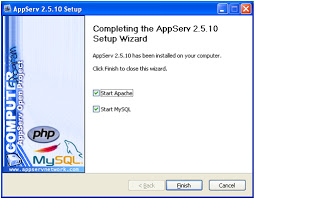 AppServ 2.5.10 Setup
Completing the AppServ 2.5.10
Setup Wizard
AppServ 2.5.10 has been installed on your computer.
Click Finish to close this wizard.
Start Apache
Start MySQL
COMPUTER
AppServ Open Project
php
MySQL
www.appservnetwork.com
< Back
Finish
Cancel